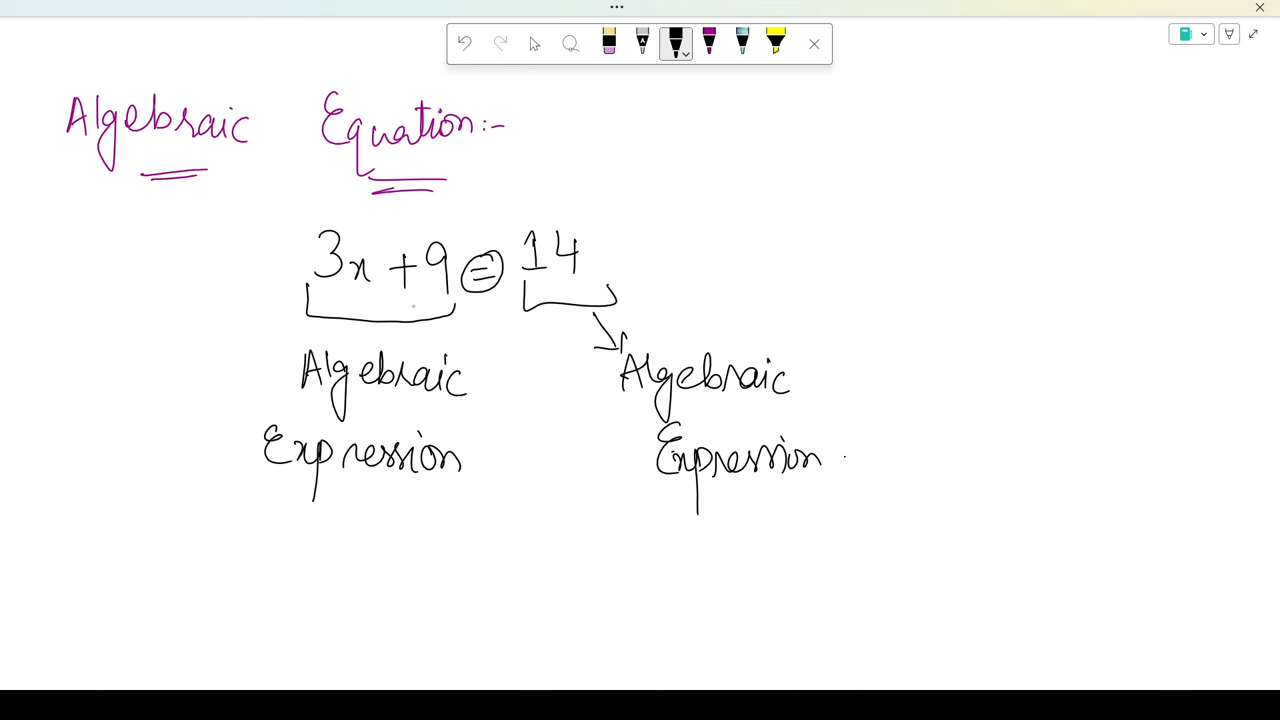 Algebraic Equation:-
3x + 9 = 14
Algebraic Algebraic
Expression Expression.